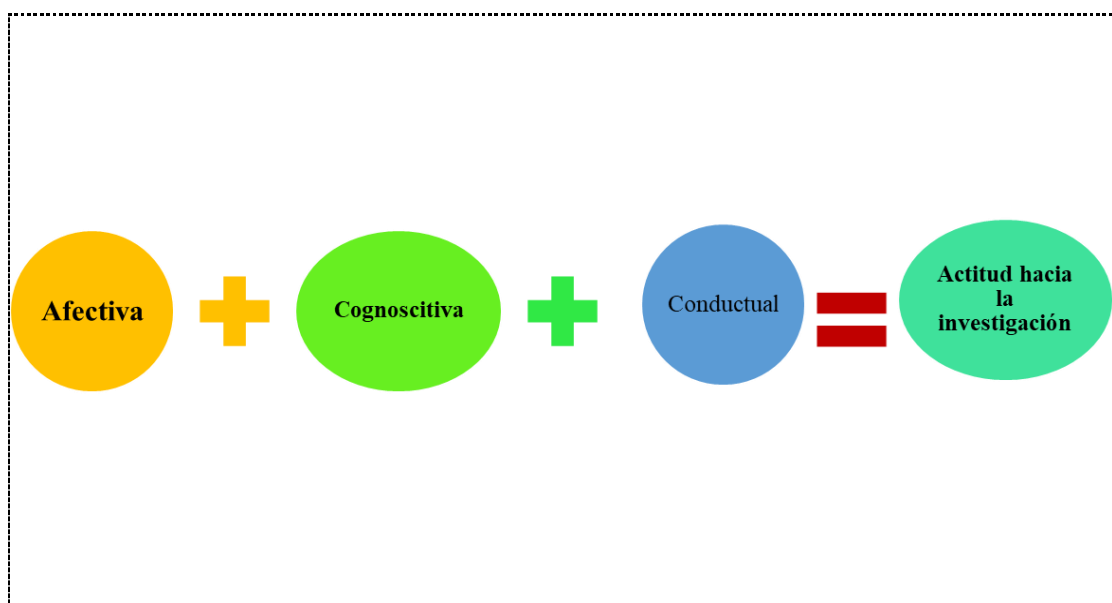 Afectiva
Cognoscitiva
Conductual
Actitud hacia
la
investigación